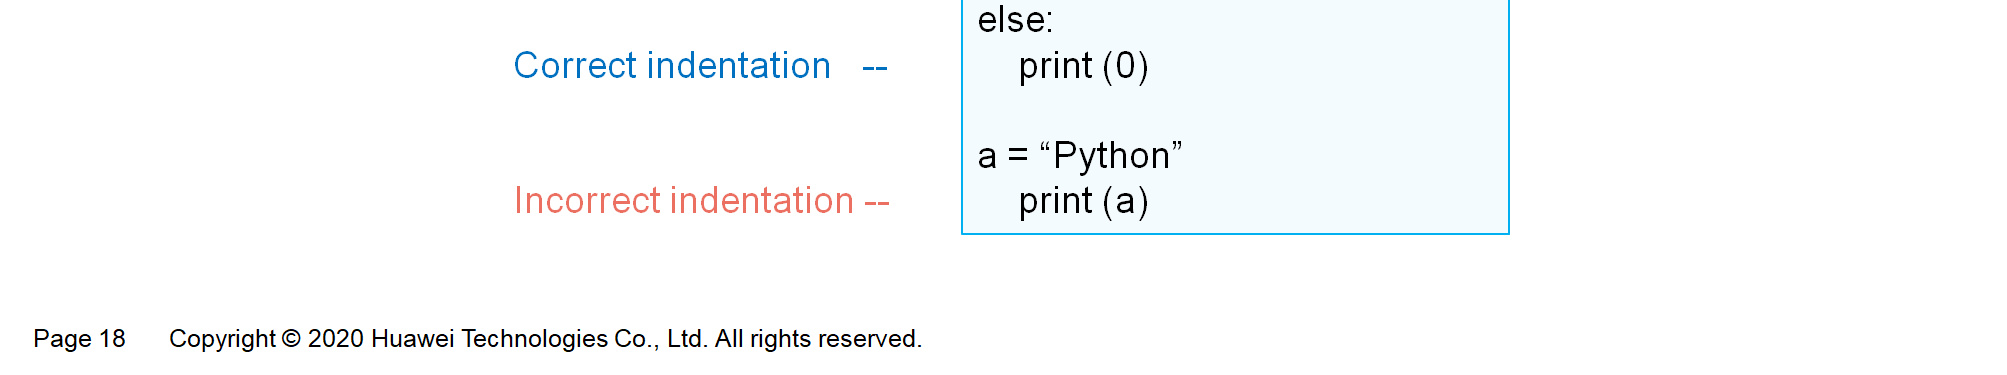 else:
Correct indentation -- print (0)
a = “Python”
Incorrect indentation -- print (a)
Page 18 Copyright © 2020 Huawei Technologies Co., Ltd. All rights reserved.